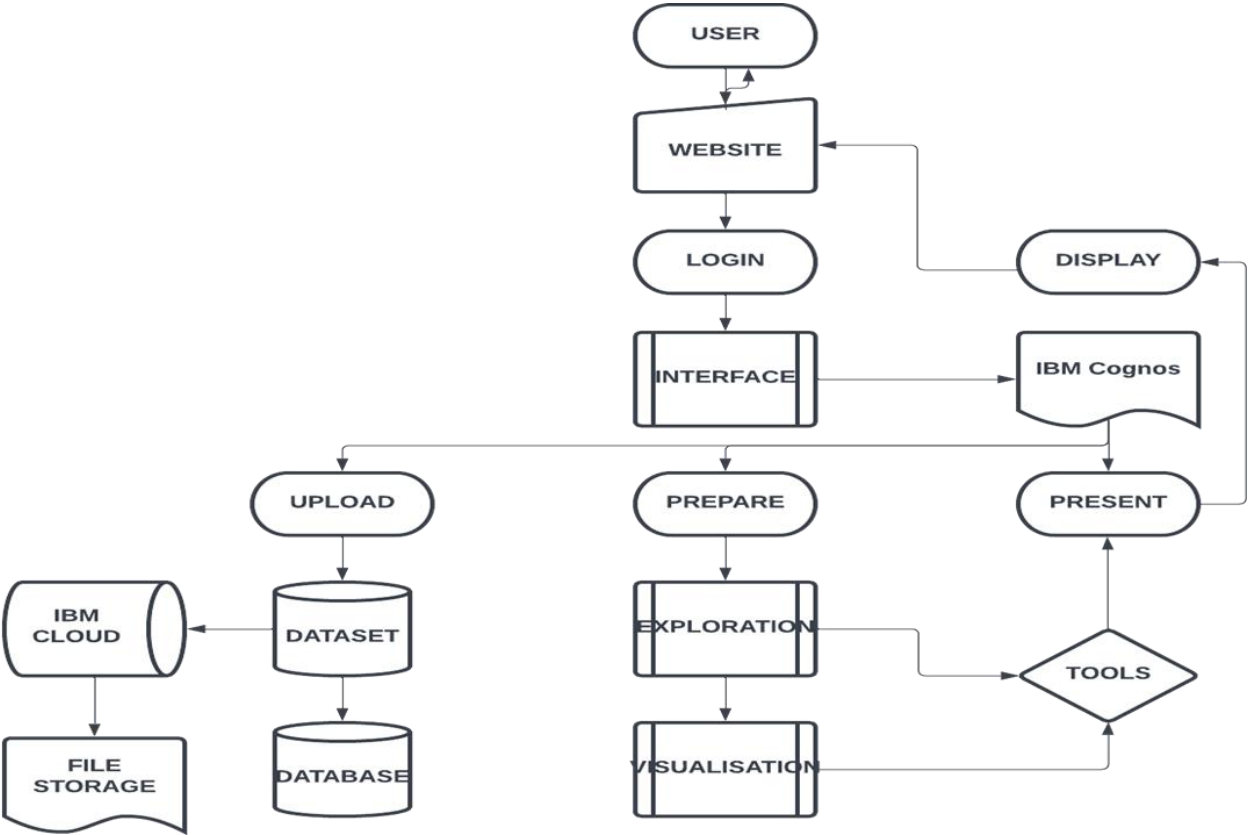 USER
WEBSITE
LOGIN
DISPLAY
INTERFACE
IBM Cognos
UPLOAD
PREPARE
PRESENT
IBM
CLOUD
DATASET
EXPLORATION
TOOLS
FILE
STORAGE
DATABASE
VISUALISATION